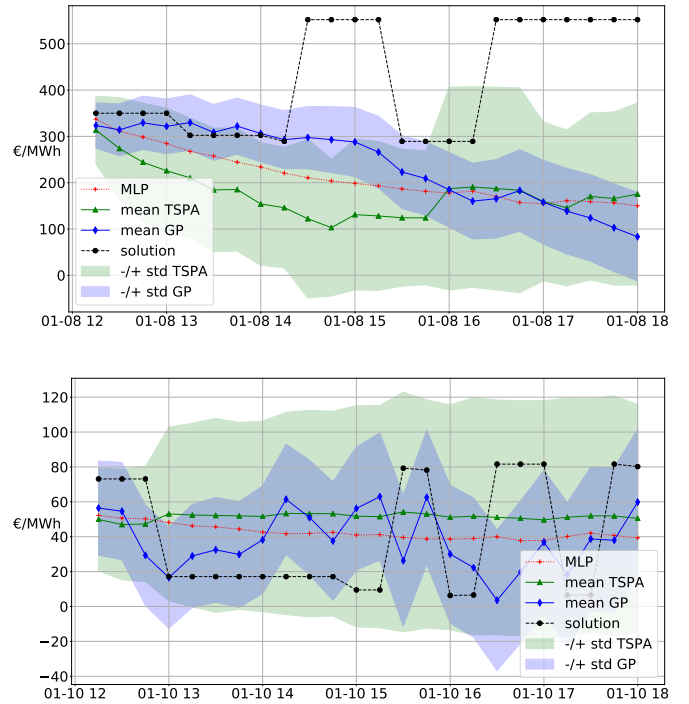 500
400
300
€/MWh
200
100
0
MLP
mean TSPA
mean GP
solution
-/+ std TSPA
-/+ std GP
01-08 12 01-08 13 01-08 14 01-08 15 01-08 16 01-08 17 01-08 18
120
100
80
60
€/MWh
40
20
0
−20
−40
MLP
mean TSPA
mean GP
solution
-/+ std TSPA
-/+ std GP
01-10 12 01-10 13 01-10 14 01-10 15 01-10 16 01-10 17 01-10 18